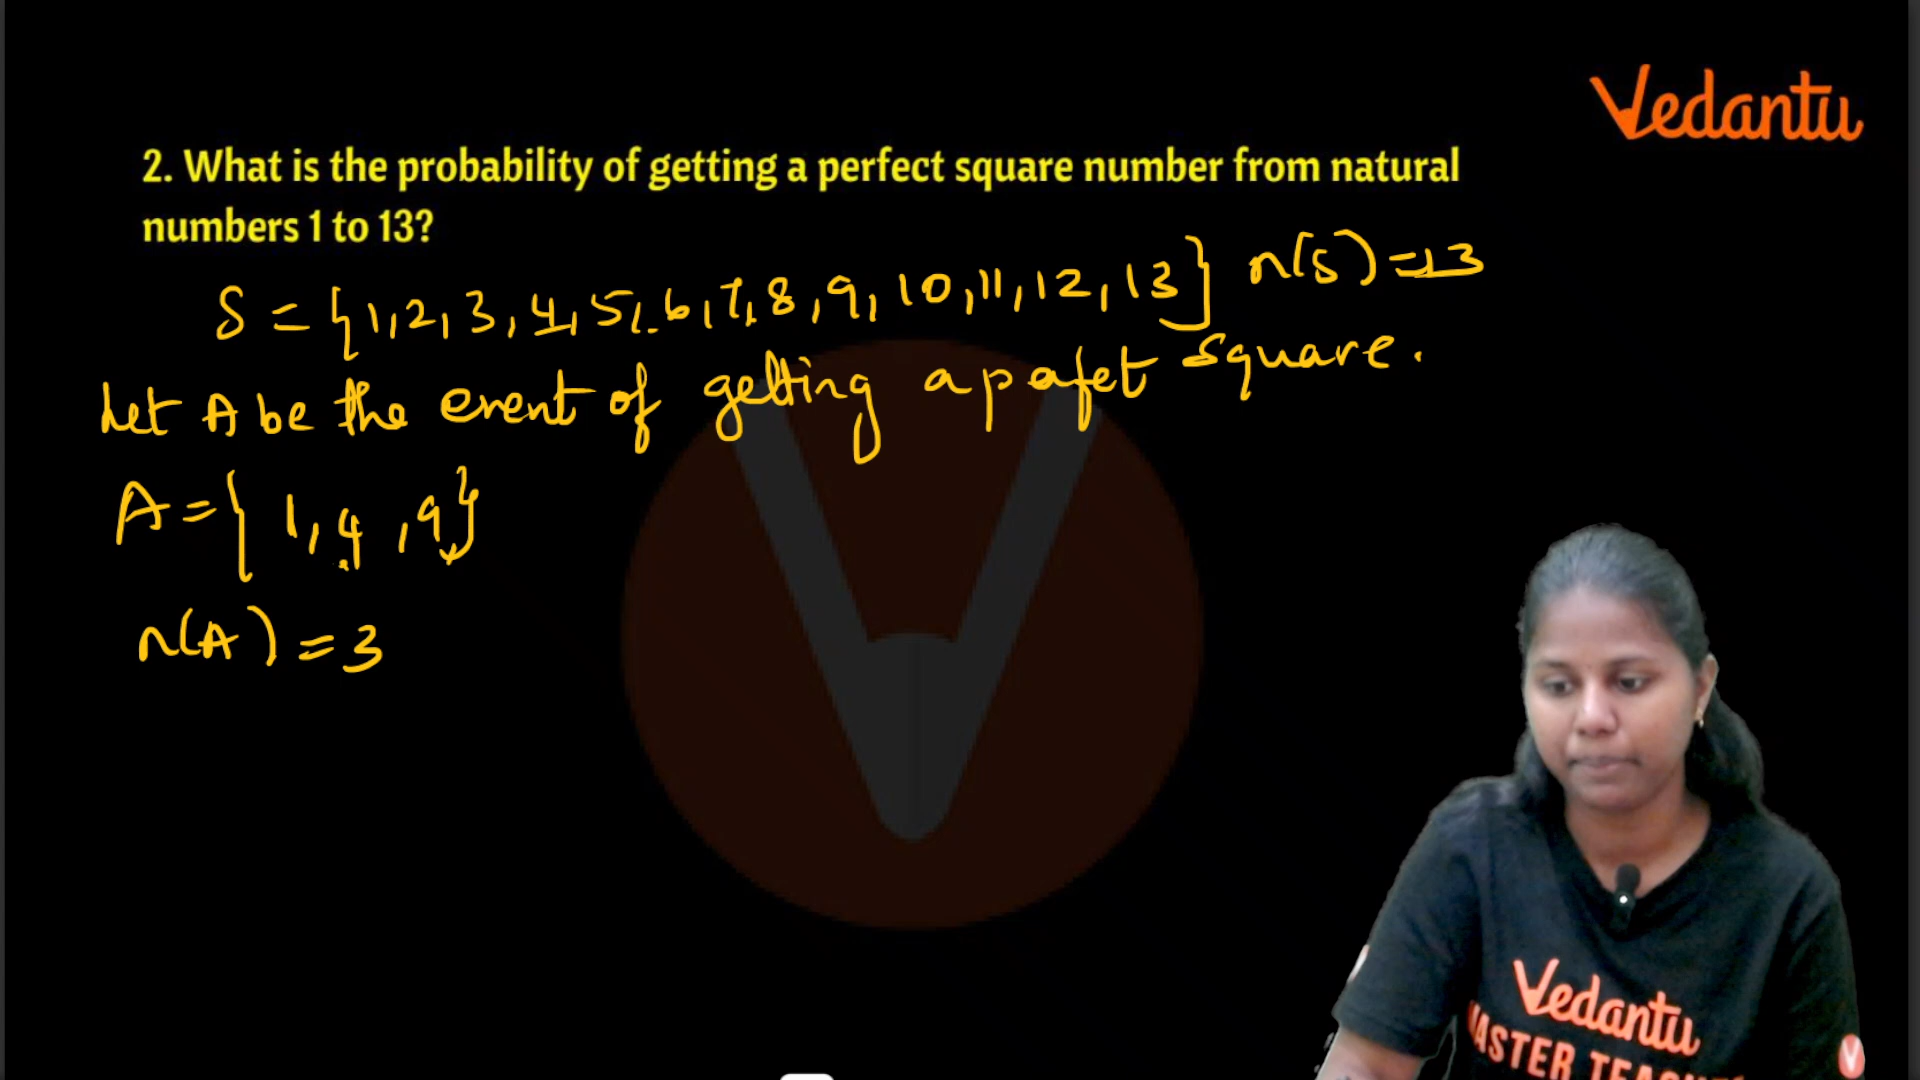 Vedantu
2. What is the probability of getting a perfect square number from natural
numbers 1 to 13?
S = {1,2,3,4,5,6,7,8,9,10,11,12,13} n(S)=13
Let A be the event of getting a pafet square.
A={1,4,9}
n(A)=3
Vedantu
MASTER
V